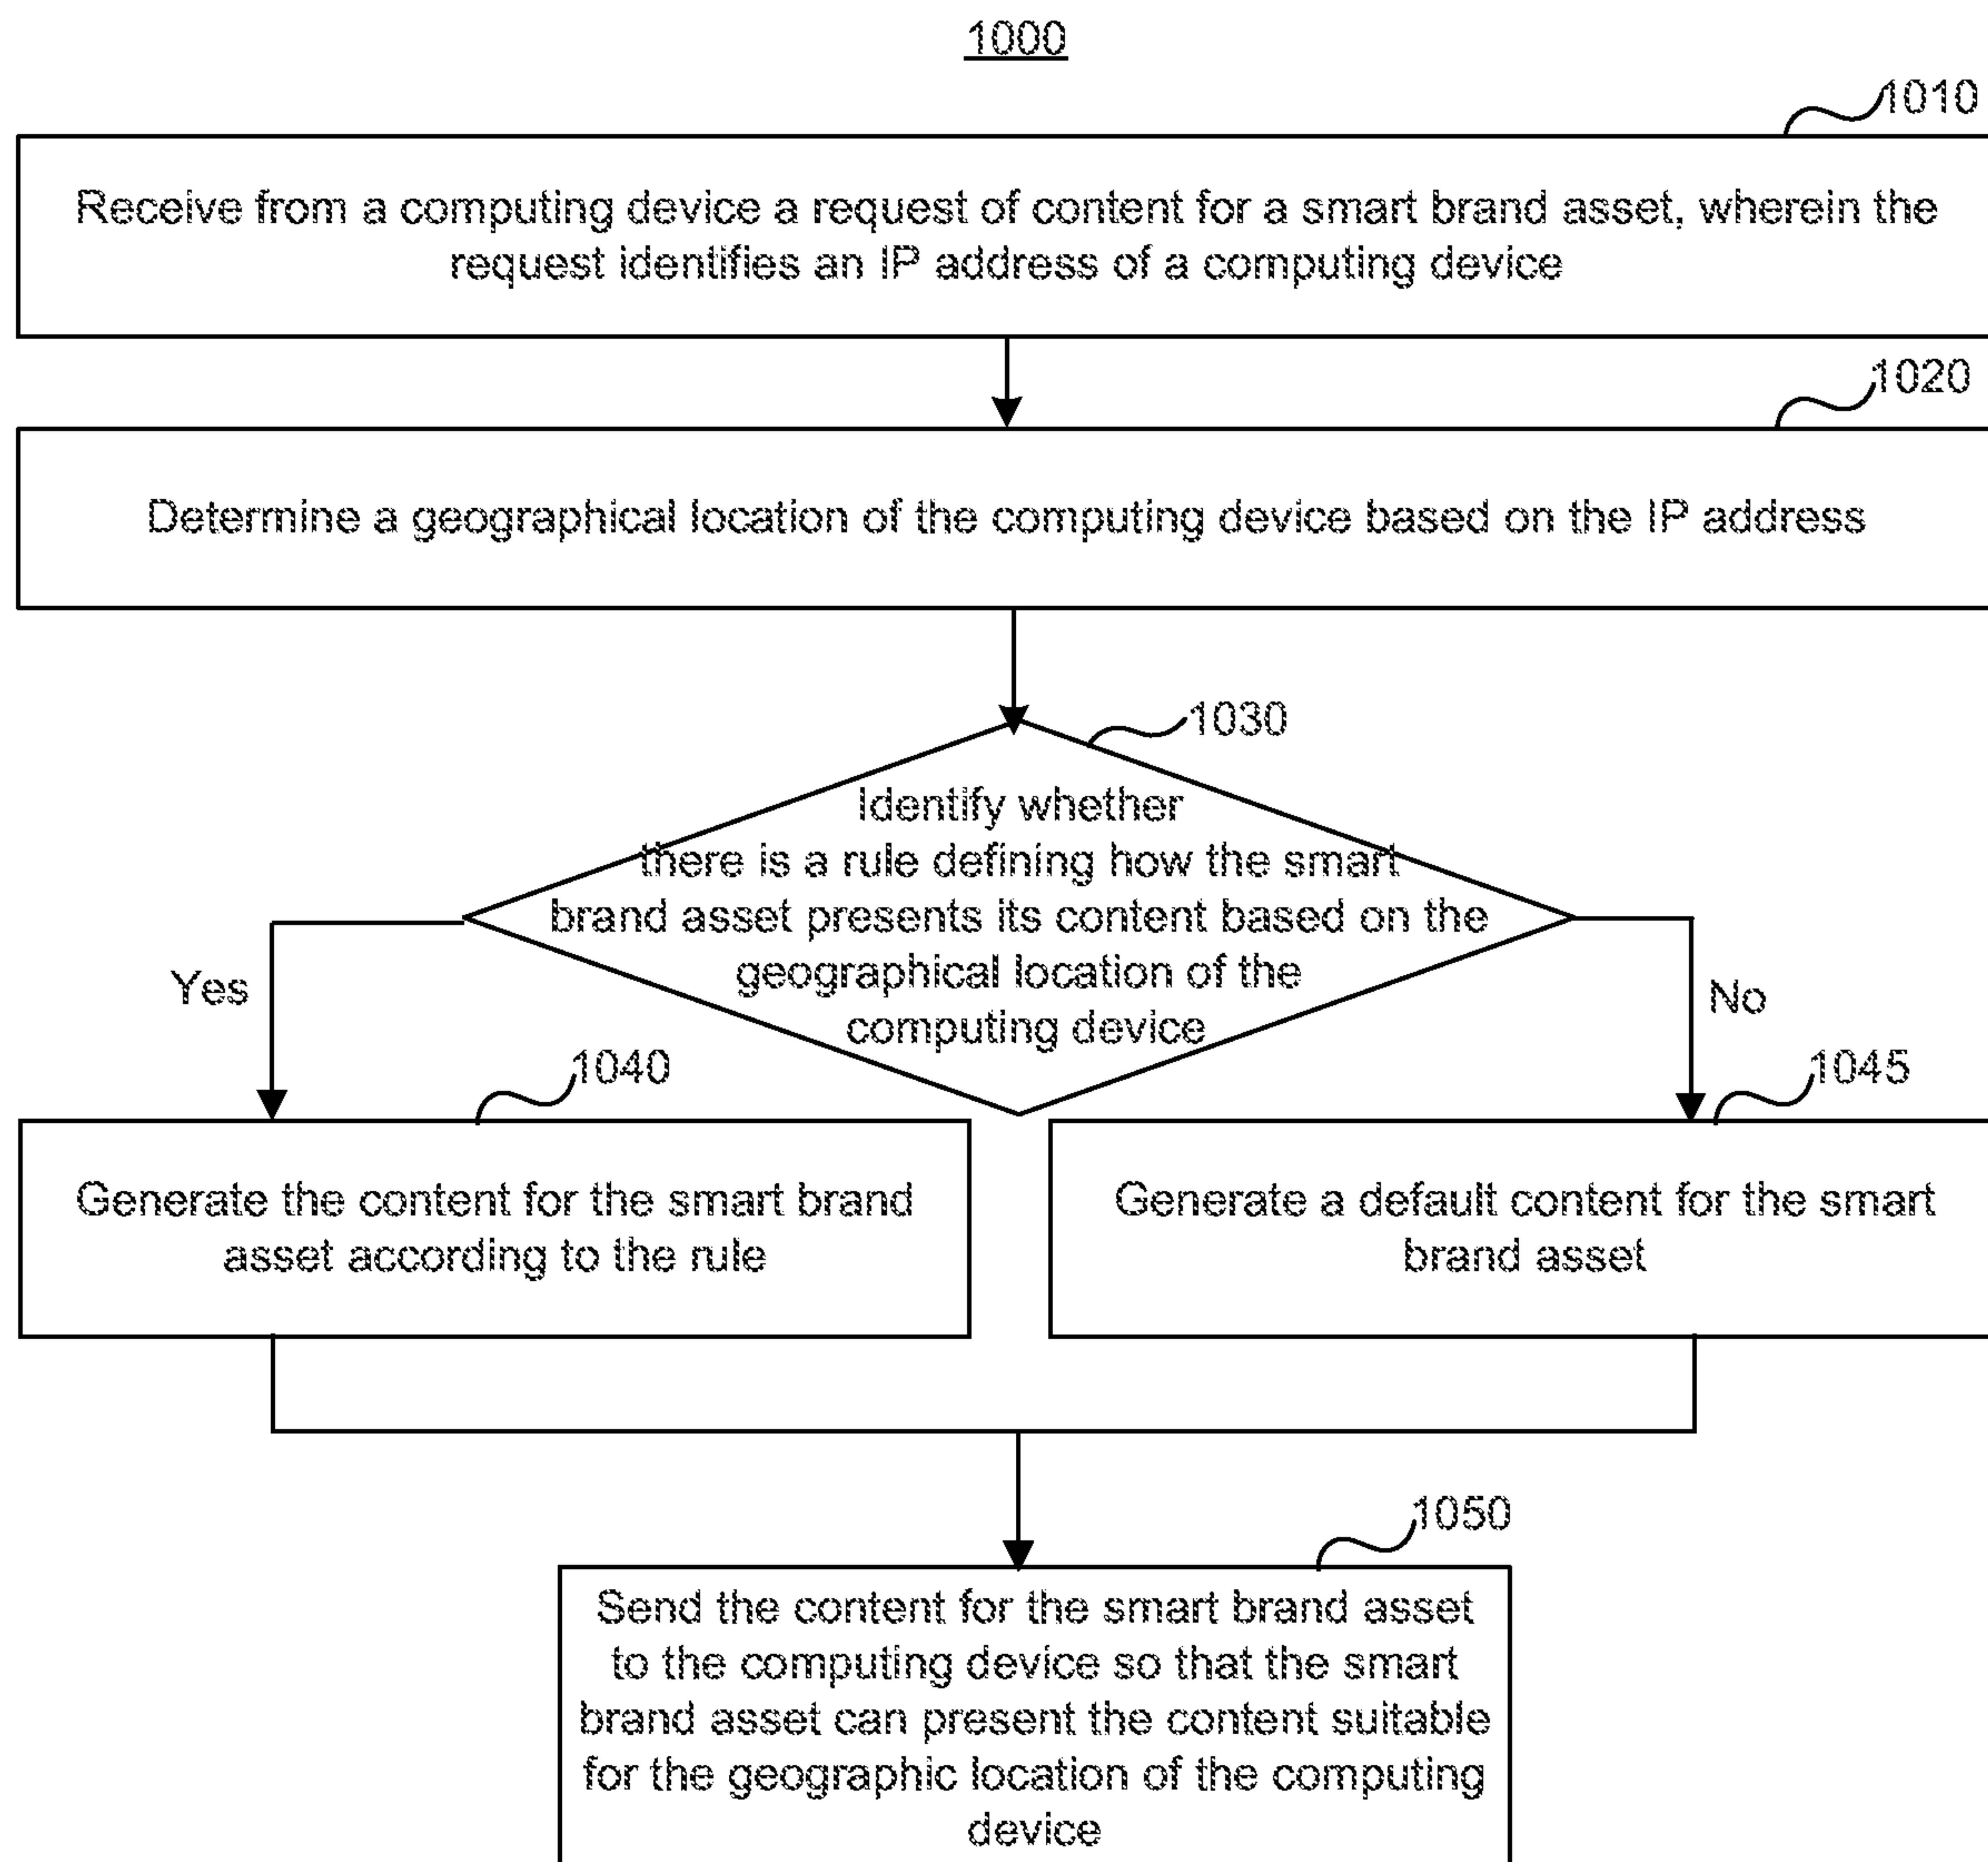 1000
1010
Receive from a computing device a request of content for a smart brand asset, wherein the
request identifies an IP address of a computing device
1020
Determine a geographical location of the computing device based on the IP address
1030
Identify whether
there is a rule defining how the smart
brand asset presents its content based on the
geographical location of the
computing device
Yes
No
1040
Generate the content for the smart brand
asset according to the rule
1045
Generate a default content for the smart
brand asset
1050
Send the content for the smart brand asset
to the computing device so that the smart
brand asset can present the content suitable
for the geographic location of the computing
device